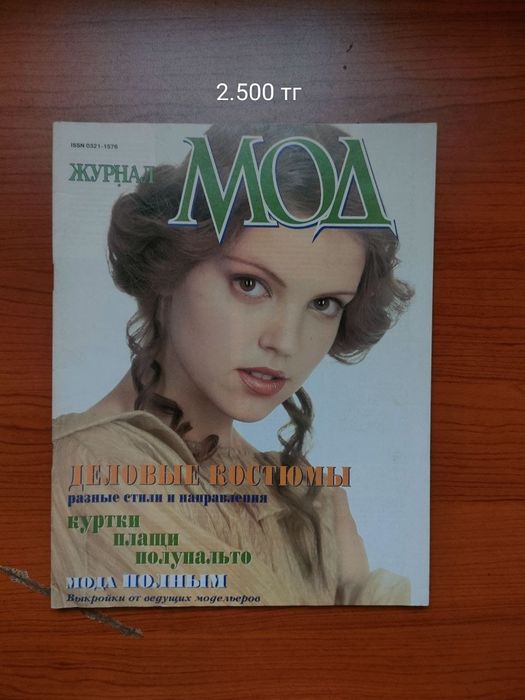 2.500 тг
ISSN 0321-1576
ЖУРНАЛ МОД
ДЕЛОВЫЕ КОСТЮМЫ
разные стили и направления
куртки
плащи
полупальто
МОДА ПОЛНЫМ
Выкройки от ведущих модельеров